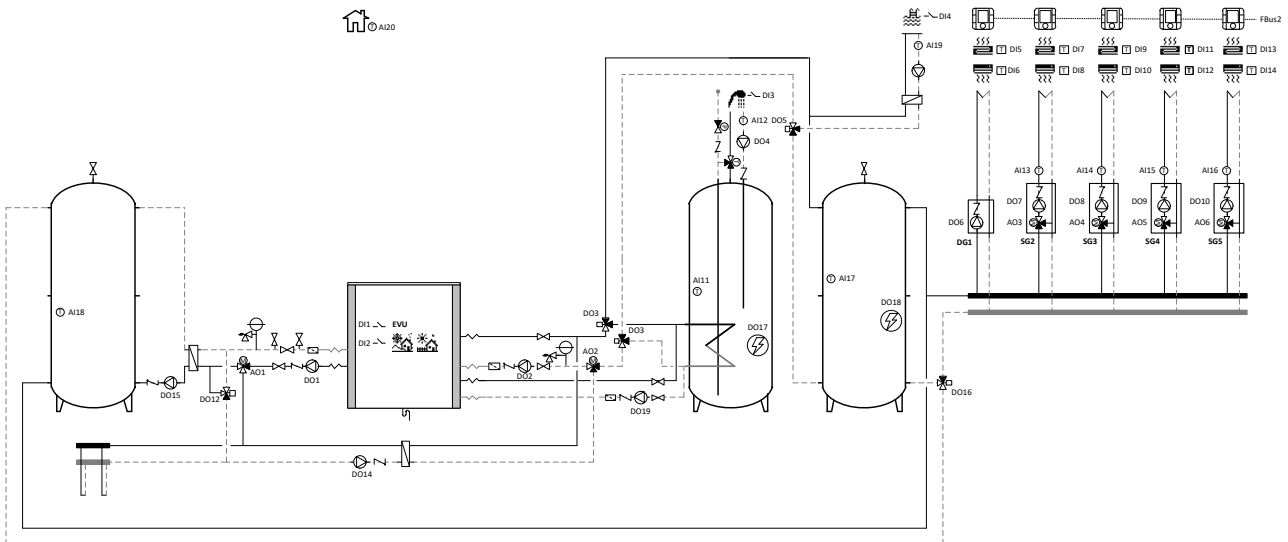 AI20
DI4
FBus2
AI19
DI5
DI7
DI9
DI11
DI13
DI6
DI8
DI10
DI12
DI14
DI3
AI12
DO5
DO4
AI13
AI14
AI15
AI16
DO6
DO7
DO8
DO9
DO10
AO3
AO4
AO5
AO6
DG1
SG2
SG3
SG4
SG5
AI11
AI17
AI18
DO18
DI1
EVU
DI2
DO3
DO3
DO17
AO2
AO1
DO1
DO2
DO15
DO12
DO16
DO19
DO14